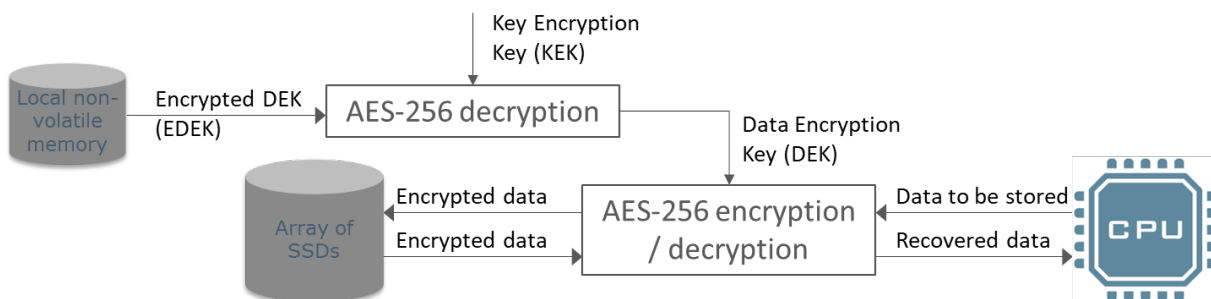 Key Encryption
Key (KEK)
Local non-
volatile
memory
Encrypted DEK
(EDEK)
AES-256 decryption
Data Encryption
Key (DEK)
Array of
SSDs
Encrypted data
Encrypted data
AES-256 encryption
/ decryption
Data to be stored
Recovered data
CPU